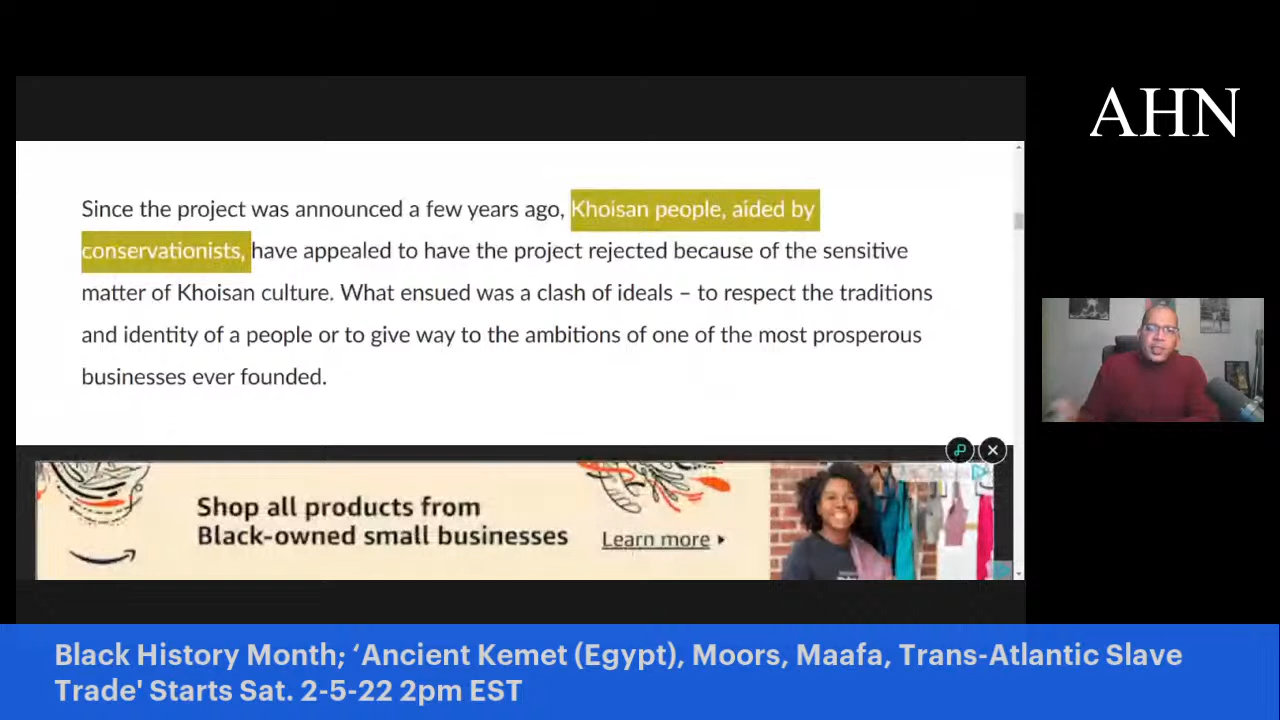 AHN
Since the project was announced a few years ago, Khoisan people, aided by
conservationists, have appealed to have the project rejected because of the sensitive
matter of Khoisan culture. What ensued was a clash of ideals – to respect the traditions
and identity of a people or to give way to the ambitions of one of the most prosperous
businesses ever founded.
Shop all products from
Black-owned small businesses
Learn more
Black History Month; ‘Ancient Kemet (Egypt), Moors, Maafa, Trans-Atlantic Slave
Trade' Starts Sat. 2-5-22 2pm EST